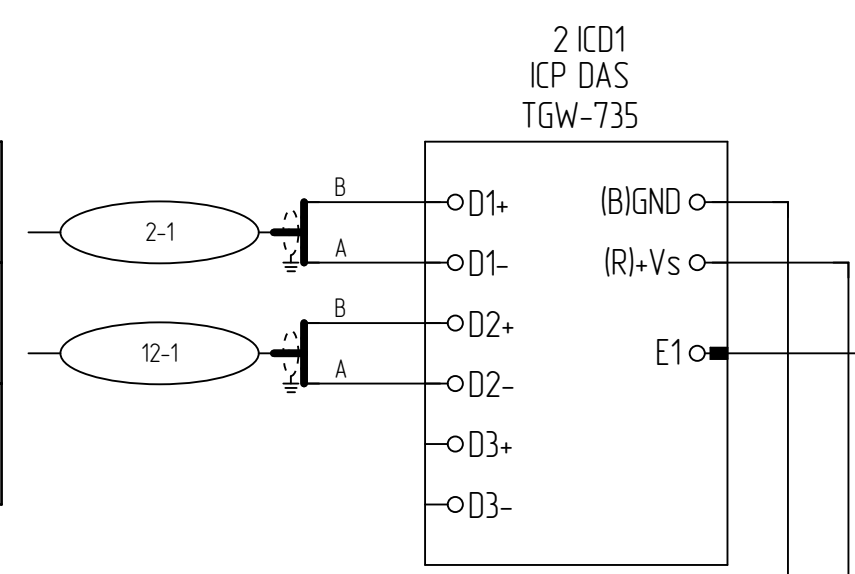 2 ICD1
ICP DAS
TGW-735
B
D1+
(B)GND
2-1
A
D1-
(R)+Vs
B
D2+
12-1
E1
A
D2-
D3+
D3-